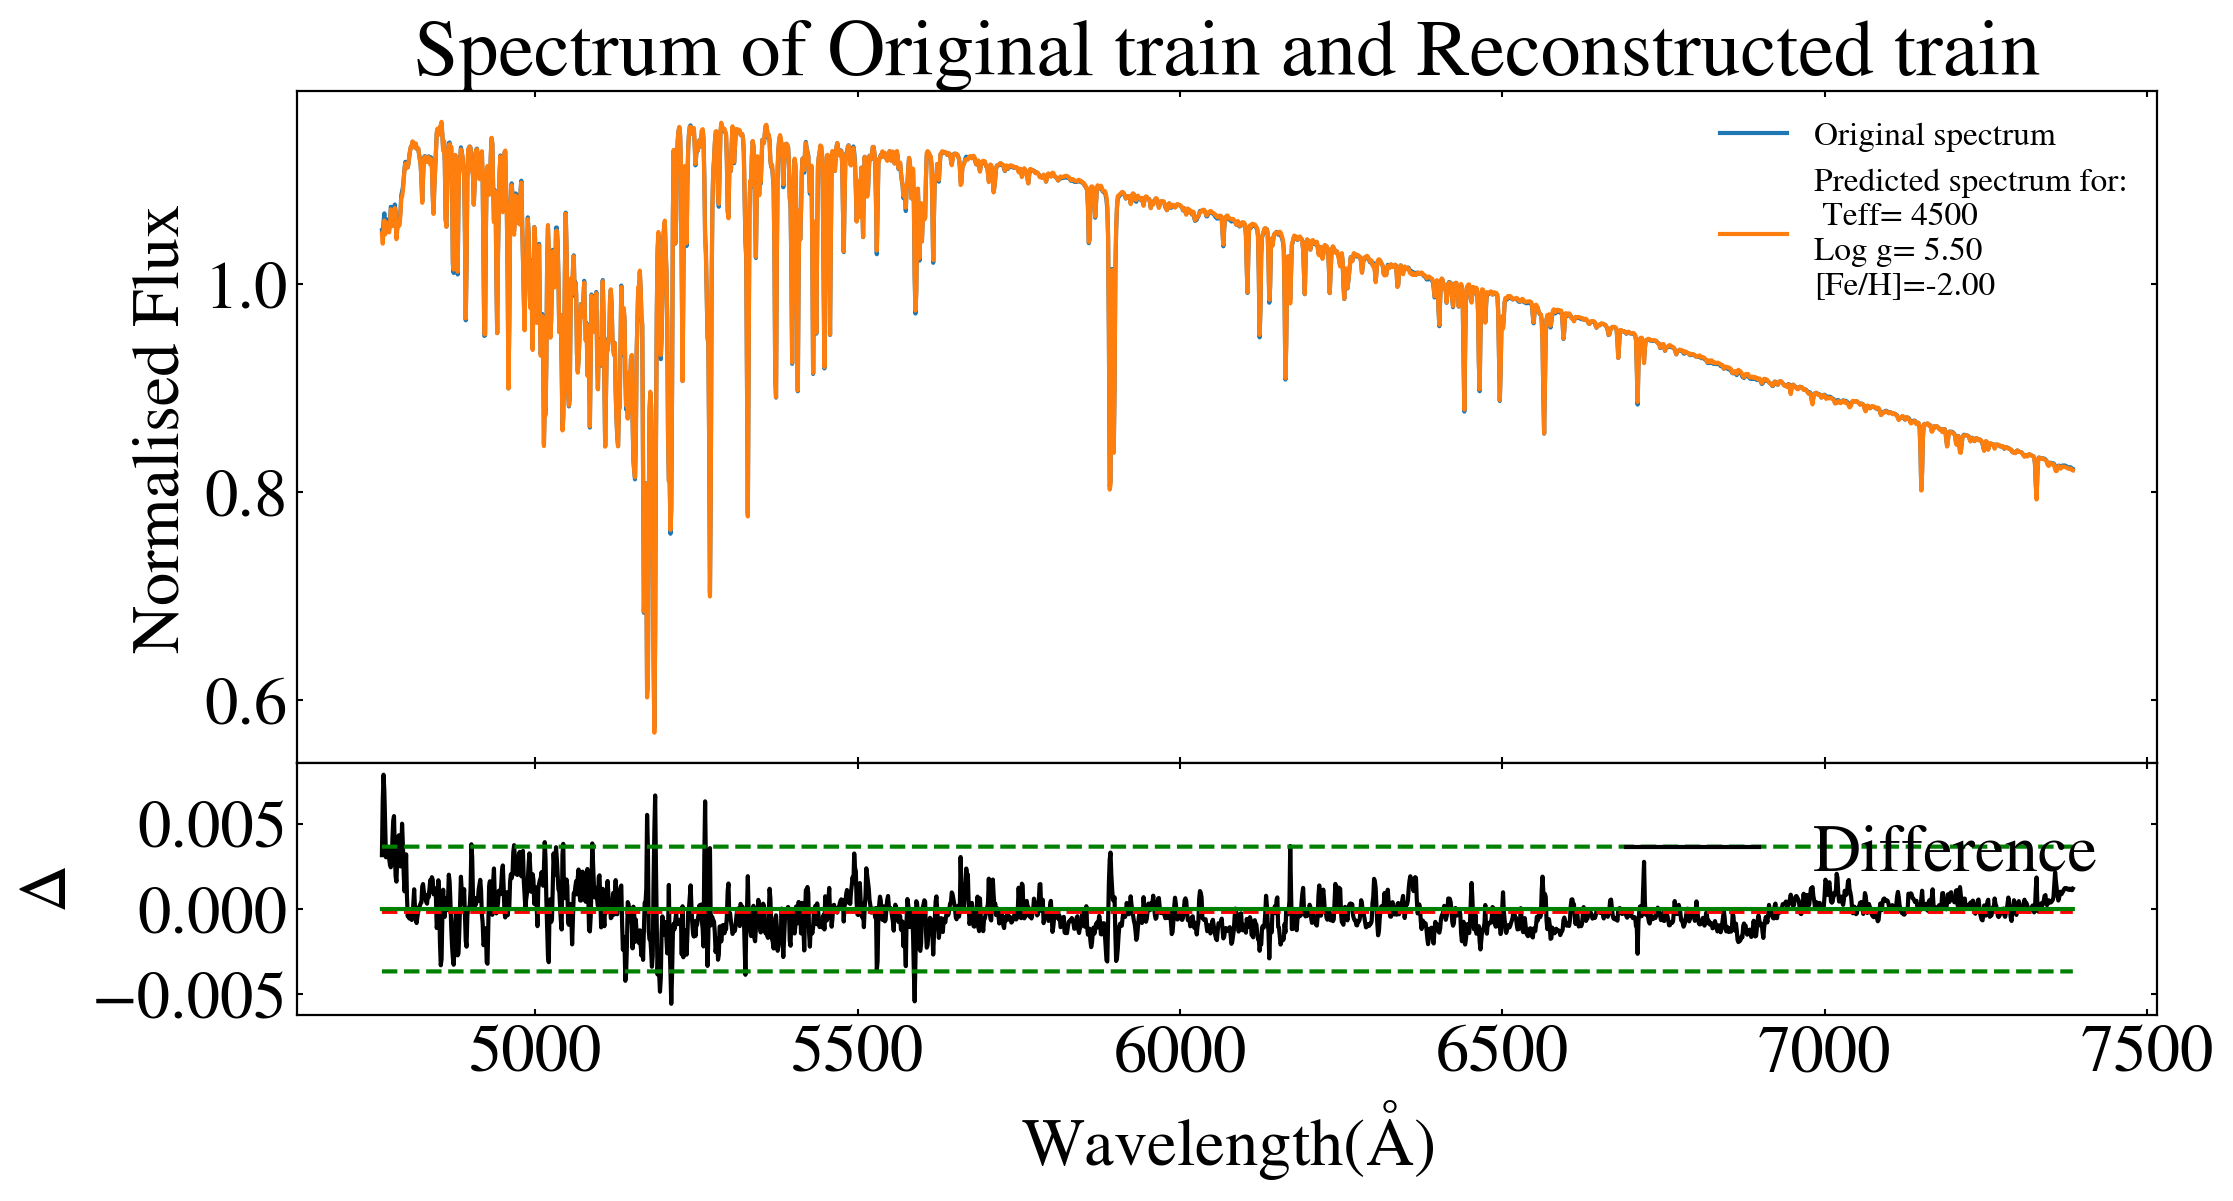 Spectrum of Original train and Reconstructed train
Normalised Flux
1.0
0.8
0.6
Original spectrum
Predicted spectrum for:
Teff= 4500
Log g= 5.50
[Fe/H]=-2.00
Δ
0.005
0.000
−0.005
Difference
5000 5500 6000 6500 7000 7500
Wavelength(Å)